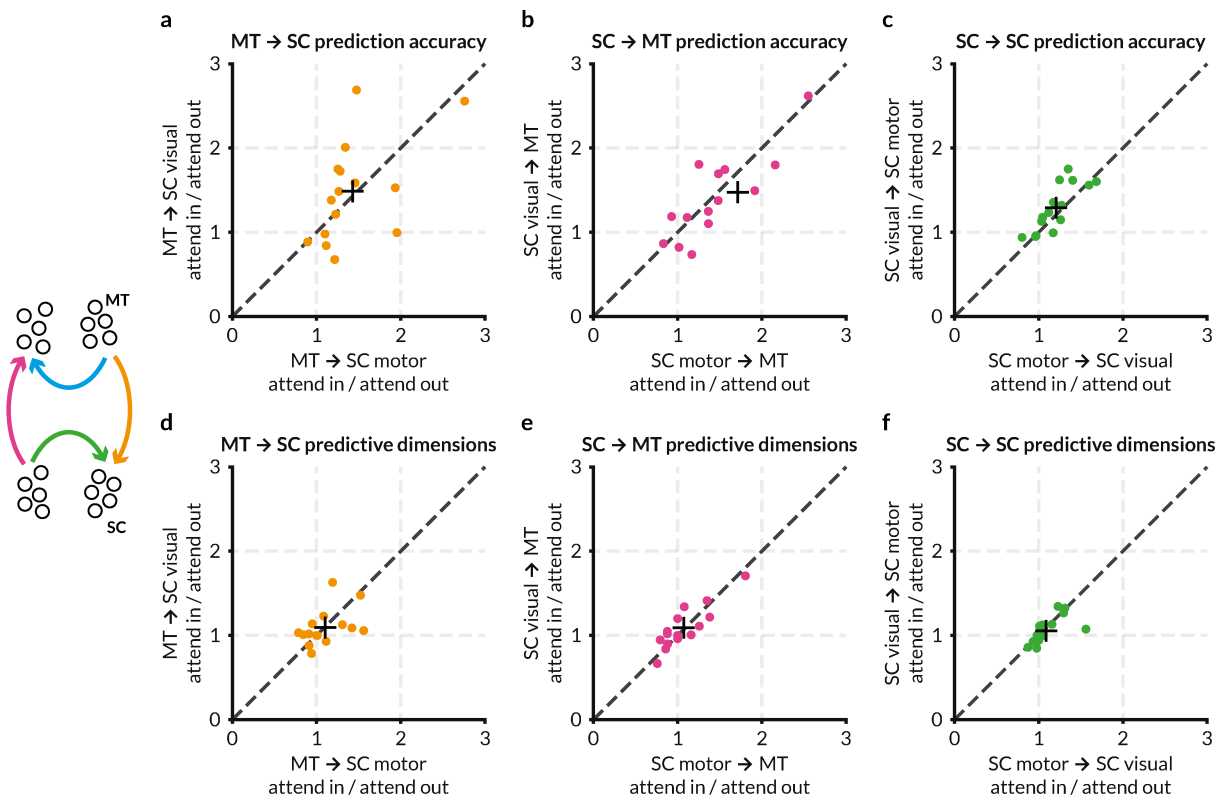 a
MT → SC prediction accuracy
MT → SC visual
attend in / attend out
3
2
1
0
0 1 2 3
MT → SC motor
attend in / attend out
b
SC → MT prediction accuracy
SC visual → MT
attend in / attend out
3
2
1
0
0 1 2 3
SC motor → MT
attend in / attend out
c
SC → SC prediction accuracy
SC visual → SC motor
attend in / attend out
3
2
1
0
0 1 2 3
SC motor → SC visual
attend in / attend out
MT
SC
d
MT → SC predictive dimensions
MT → SC visual
attend in / attend out
3
2
1
0
0 1 2 3
MT → SC motor
attend in / attend out
e
SC → MT predictive dimensions
SC visual → MT
attend in / attend out
3
2
1
0
0 1 2 3
SC motor → MT
attend in / attend out
f
SC → SC predictive dimensions
SC visual → SC motor
attend in / attend out
3
2
1
0
0 1 2 3
SC motor → SC visual
attend in / attend out